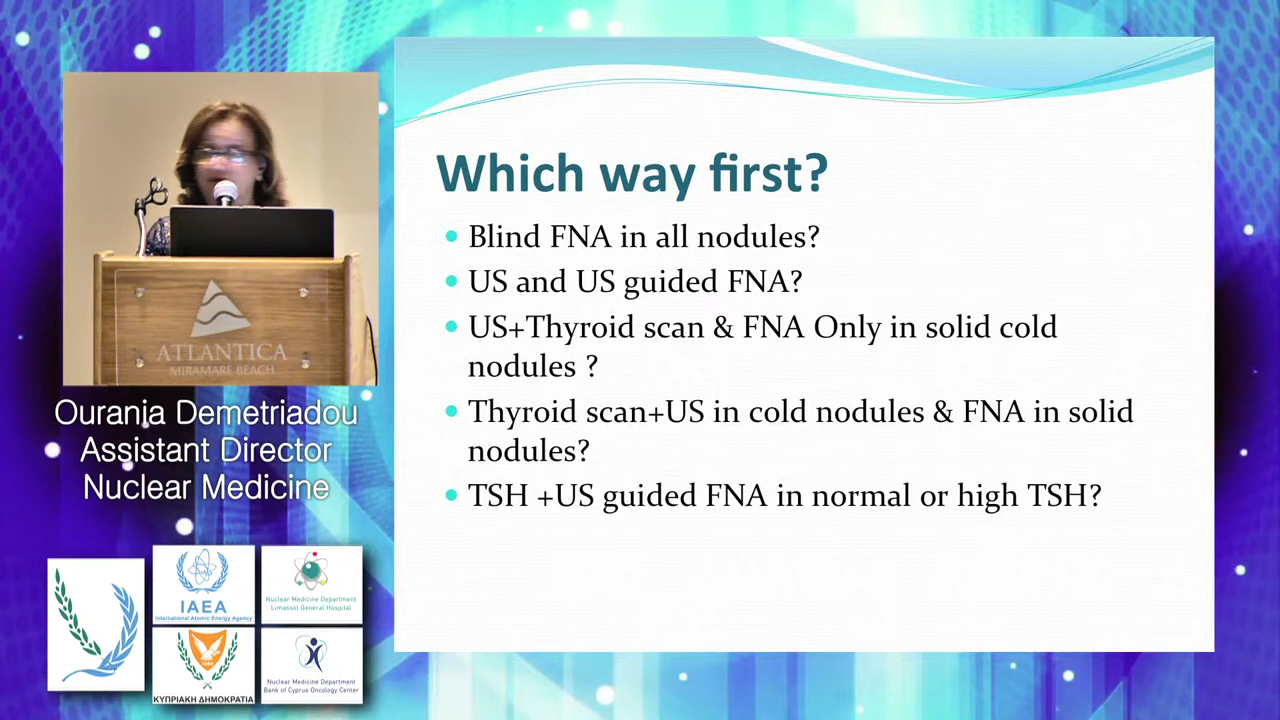 Which way first?
Blind FNA in all nodules?
US and US guided FNA?
US+Thyroid scan & FNA Only in solid cold
nodules ?
Thyroid scan+US in cold nodules & FNA in solid
nodules?
TSH +US guided FNA in normal or high TSH?
ATLANTICA
MIRAMARE BEACH
Ourania Demetriadou
Assistant Director
Nuclear Medicine
IAEA
International Atomic Energy Agency
Nuclear Medicine Department
Limassol General Hospital
ΚΥΠΡΙΑΚΗ ΔΗΜΟΚΡΑΤΙΑ
Nuclear Medicine Department
Bank of Cyprus Oncology Center